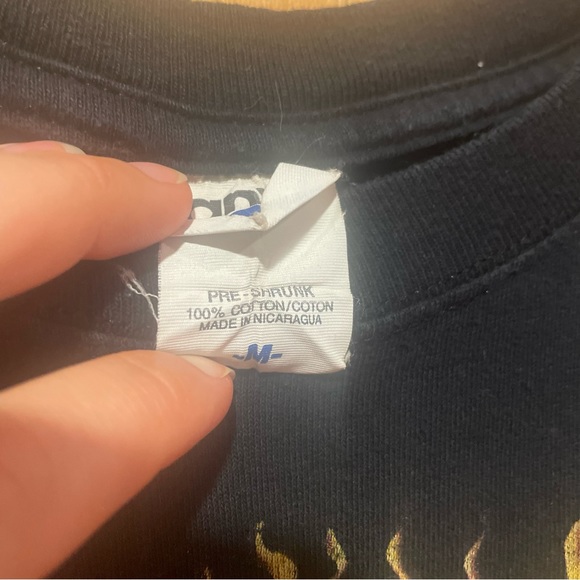 PRE-SHRUNK
100% COTTON/COTON
MADE IN NICARAGUA
-M-